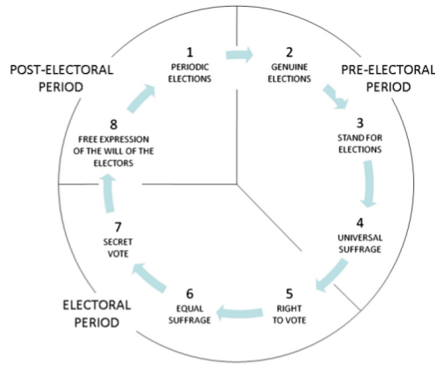 POST-ELECTORAL
PERIOD
1
PERIODIC
ELECTIONS
2
GENUINE
ELECTIONS
PRE-ELECTORAL
PERIOD
3
STAND FOR
ELECTIONS
4
UNIVERSAL
SUFFRAGE
5
RIGHT
TO VOTE
6
EQUAL
SUFFRAGE
ELECTORAL
PERIOD
7
SECRET
VOTE
8
FREE EXPRESSION
OF THE WILL OF THE
ELECTORS